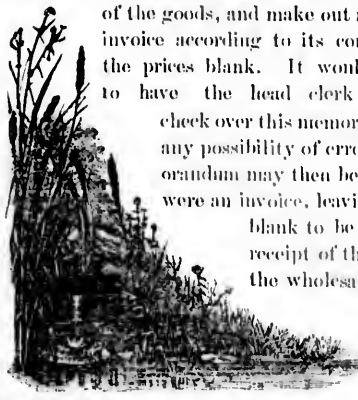 of the goods, and make out
invoice according to its con
the prices blank. It woul
to have the head clerk
check over this memor
any possibility of erro
orandum may then be
were an invoice, leavi
blank to be
receipt of th
the wholesa